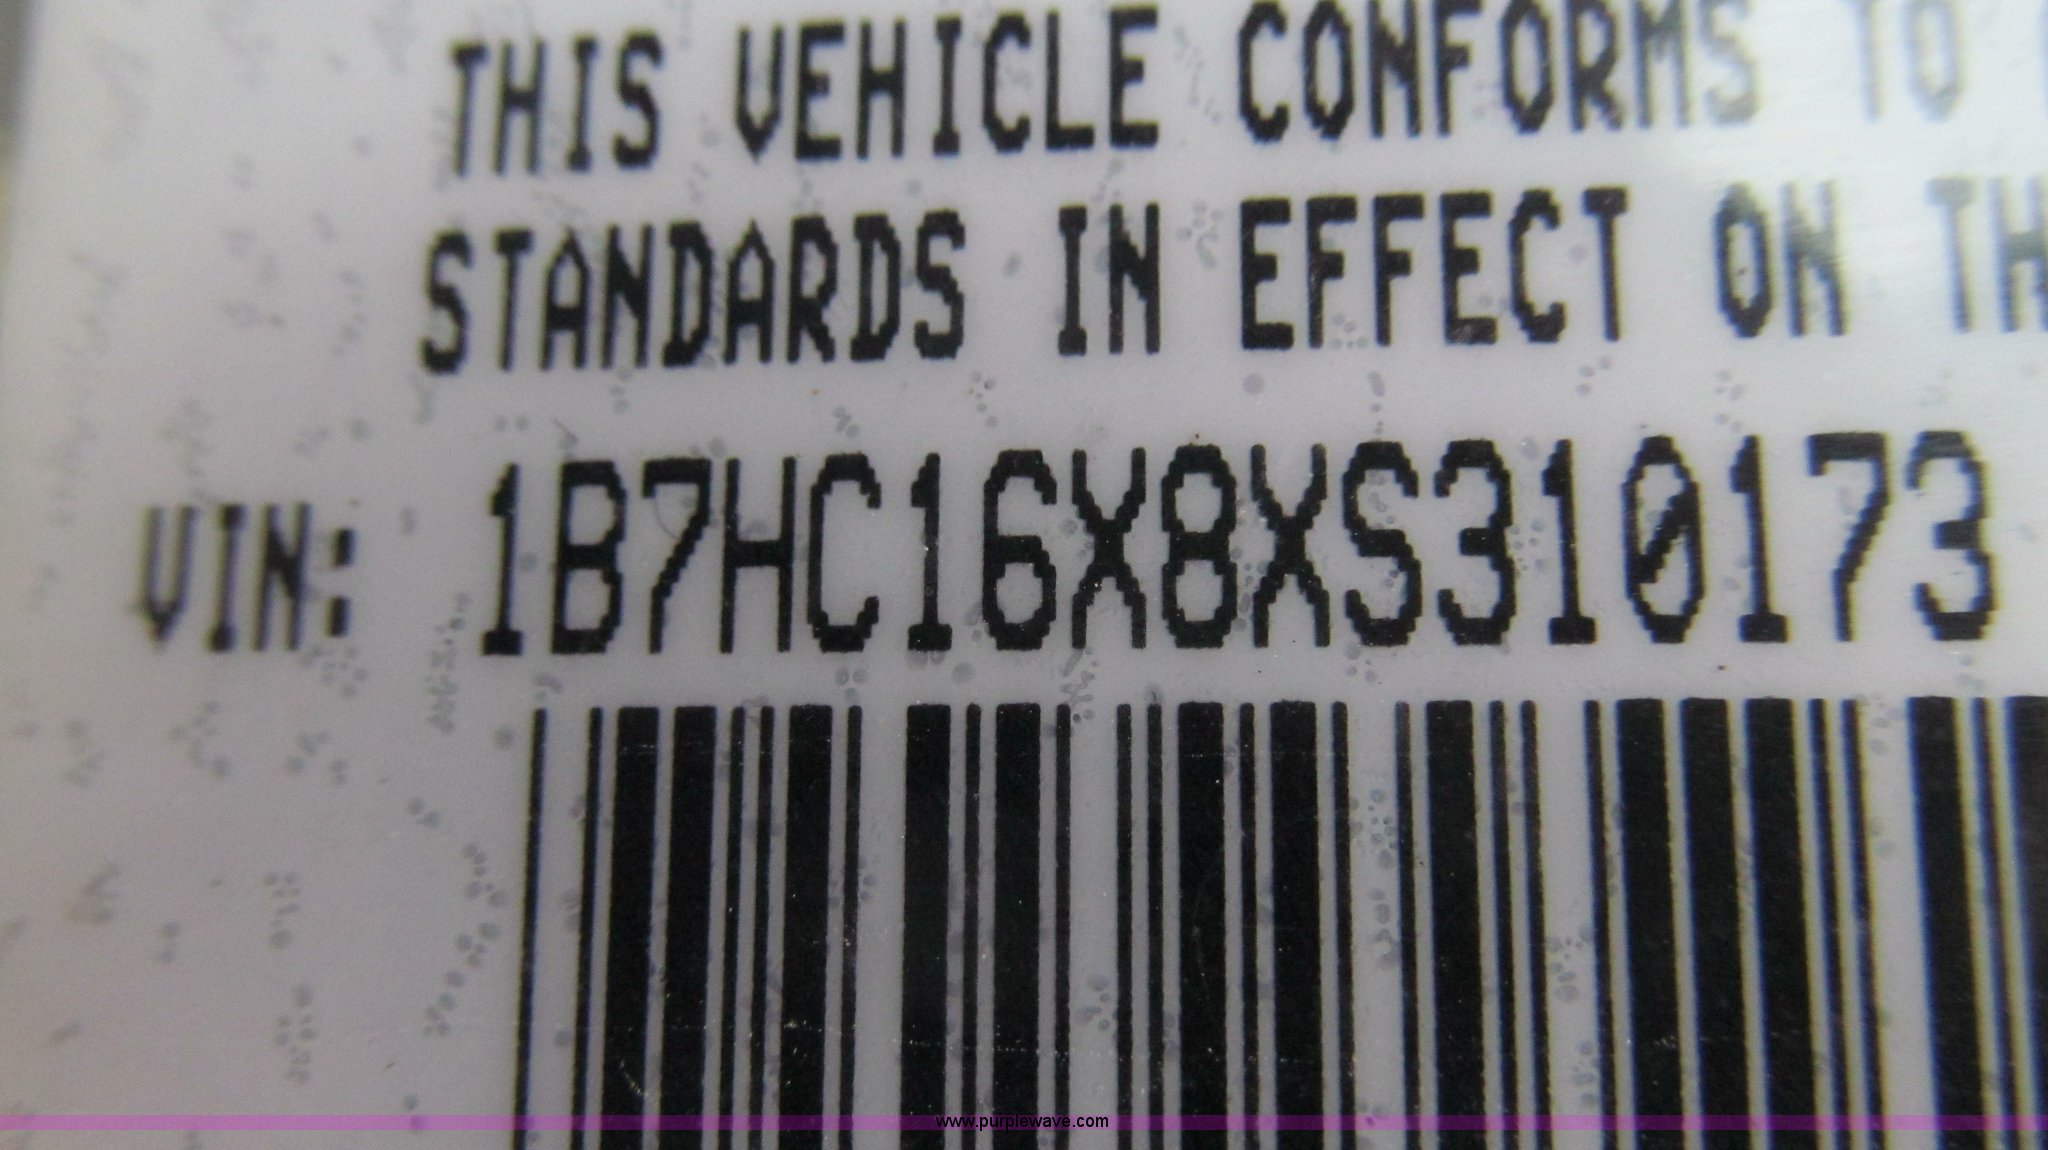 THIS VEHICLE CONFORMS TO
STANDARDS IN EFFECT ON TH
VIN: 1B7HC16X8XS310173
www.purplewave.com